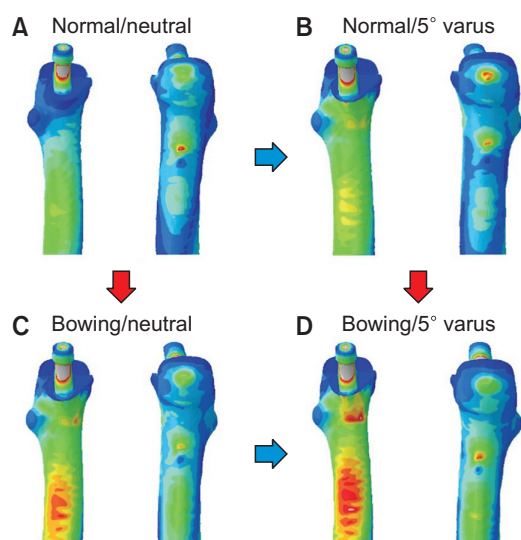 A Normal/neutral
B Normal/5° varus
C Bowing/neutral
D Bowing/5° varus